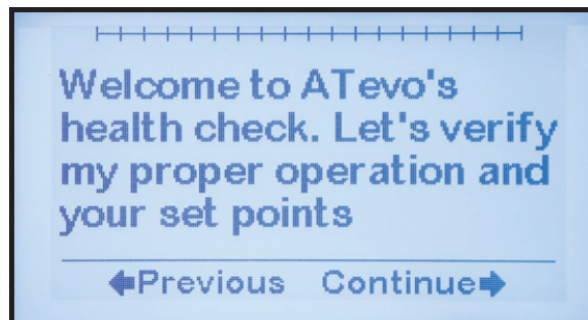 Welcome to ATevo's
health check. Let's verify
my proper operation and
your set points
🡄Previous Continue🡆